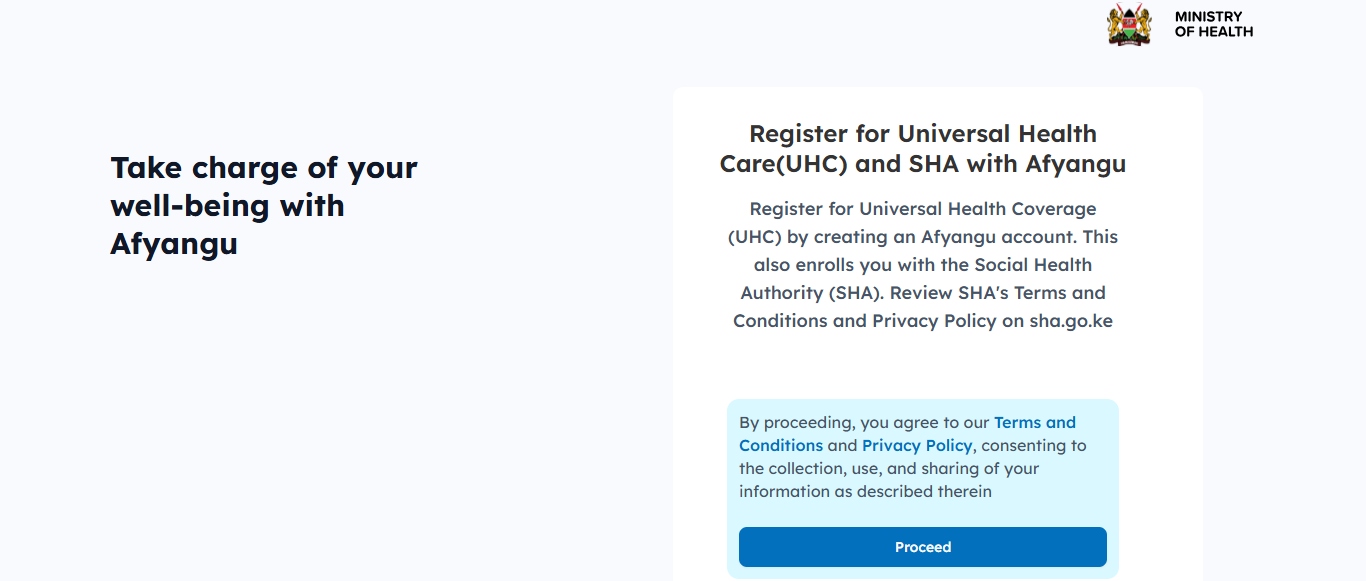 MINISTRY
OF HEALTH
Take charge of your
well-being with
Afyangu
Register for Universal Health
Care(UHC) and SHA with Afyangu
Register for Universal Health Coverage
(UHC) by creating an Afyangu account. This
also enrolls you with the Social Health
Authority (SHA). Review SHA's Terms and
Conditions and Privacy Policy on sha.go.ke
By proceeding, you agree to our Terms and
Conditions and Privacy Policy, consenting to
the collection, use, and sharing of your
information as described therein
Proceed